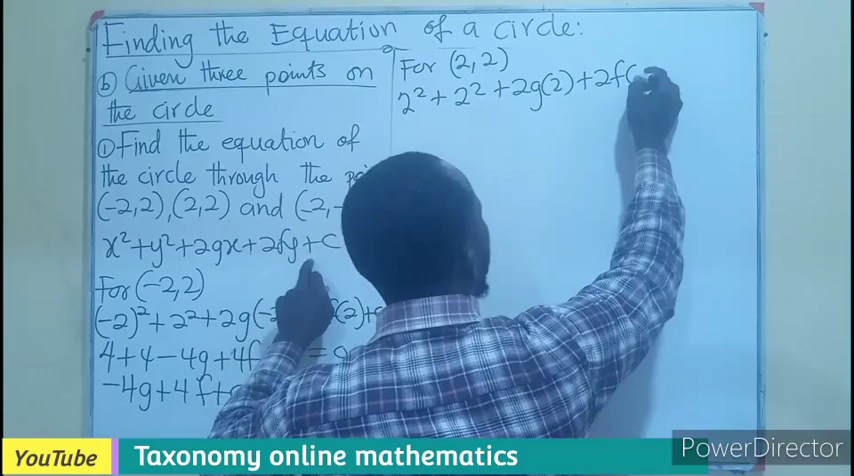 Finding the Equation of a circle:
(b) Given three points on
the circle
(1) Find the equation of
the circle through the
(-2,2), (2,2) and (-2,
x² + y² + 2gx + 2fy + c
For (-2,2)
(-2)² + 2² + 2g(- (2)+
4 + 4 - 4g + 4f =
-4g + 4f +
For (2,2)
2² + 2² + 2g(2) + 2f(
YouTube
Taxonomy online mathematics
PowerDirector